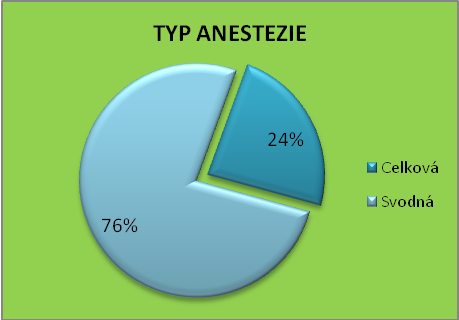 TYP ANESTEZIE
24%
76%
Celková
Svodná